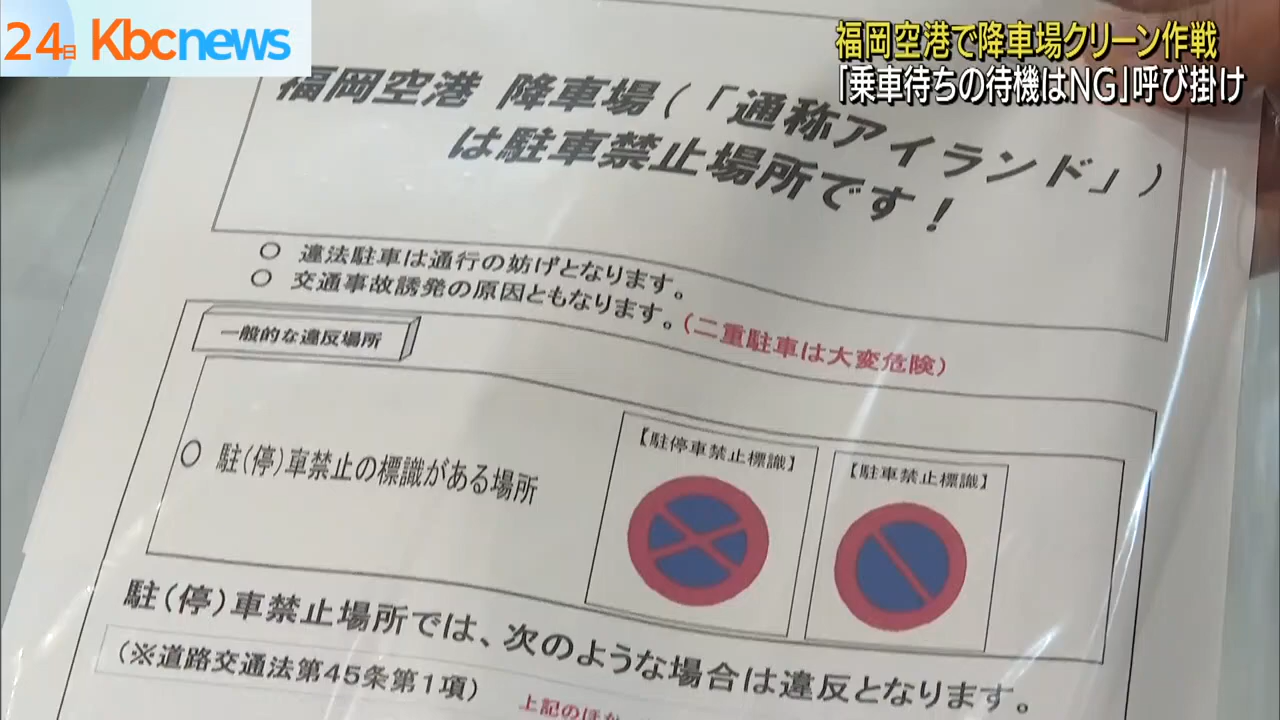 24日 Kbcnews
福岡空港で降車場クリーン作戦
「乗車待ちの待機はNG」呼び掛け
福岡空港 降車場(「通称アイランド」)
は駐車禁止場所です!
○ 違法駐車は通行の妨げとなります。
○ 交通事故誘発の原因ともなります。(二重駐車は大変危険)
一般的な違反場所
○ 駐(停)車禁止の標識がある場所
【駐停車禁止標識】
【駐車禁止標識】
駐(停)車禁止場所では、次のような場合は違反となります。
(※道路交通法第45条第1項)
上記のほか